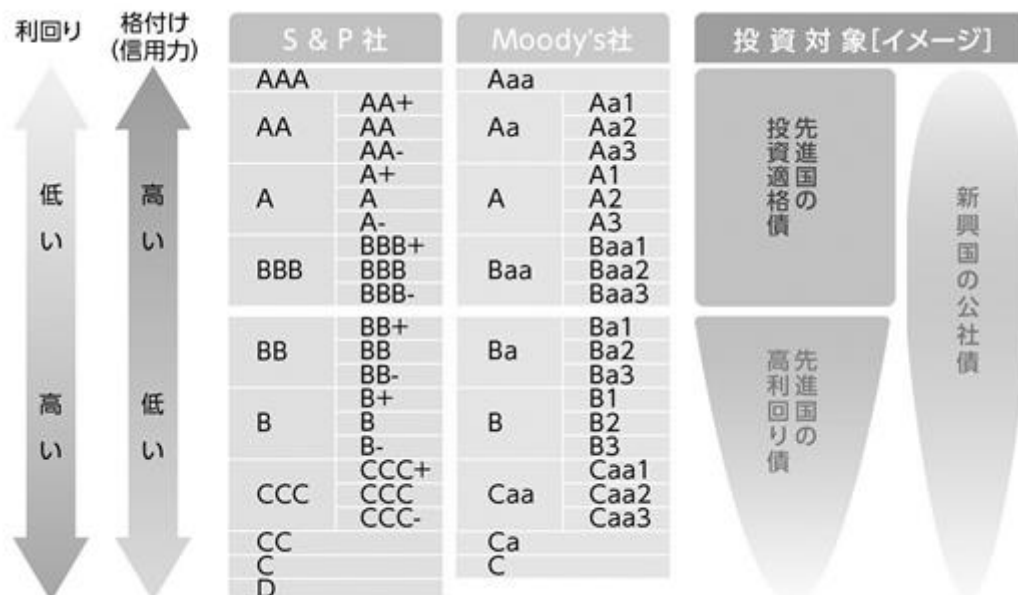 利回り
格付け
(信用力)
S & P 社
Moody's社
投 資 対 象[イメージ]
低い
高い
高い
低い
AAA
AA
AA+
AA
AA-
A
A+
A
A-
BBB
BBB+
BBB
BBB-
BB
BB+
BB
BB-
B
B+
B
B-
CCC
CCC+
CCC
CCC-
CC
C
D
Aaa
Aa
Aa1
Aa2
Aa3
A
A1
A2
A3
Baa
Baa1
Baa2
Baa3
Ba
Ba1
Ba2
Ba3
B
B1
B2
B3
Caa
Caa1
Caa2
Caa3
Ca
C
先進国の
投資適格債
先進国の
高利回り債
新興国の公社債